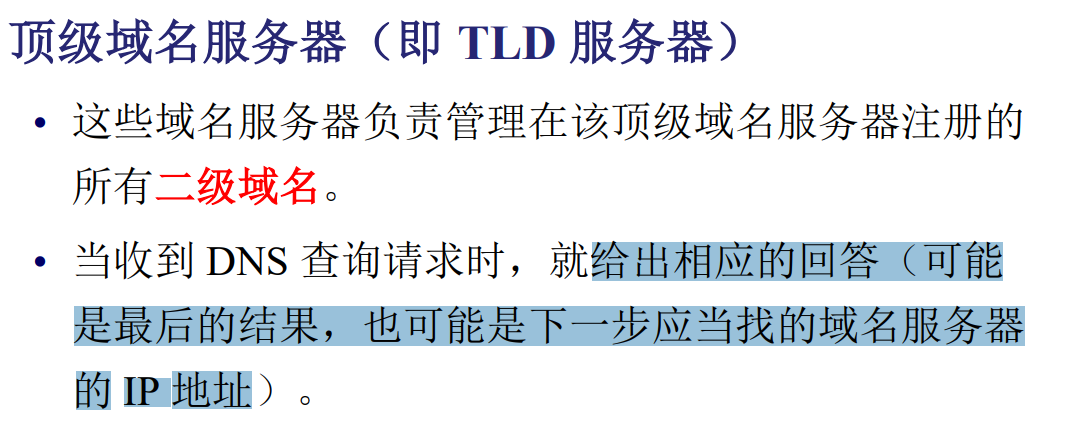 顶级域名服务器（即 TLD 服务器）
• 这些域名服务器负责管理在该顶级域名服务器注册的
所有二级域名。
• 当收到 DNS 查询请求时，就给出相应的回答（可能
是最后的结果，也可能是下一步应当找的域名服务器
的 IP 地址）。